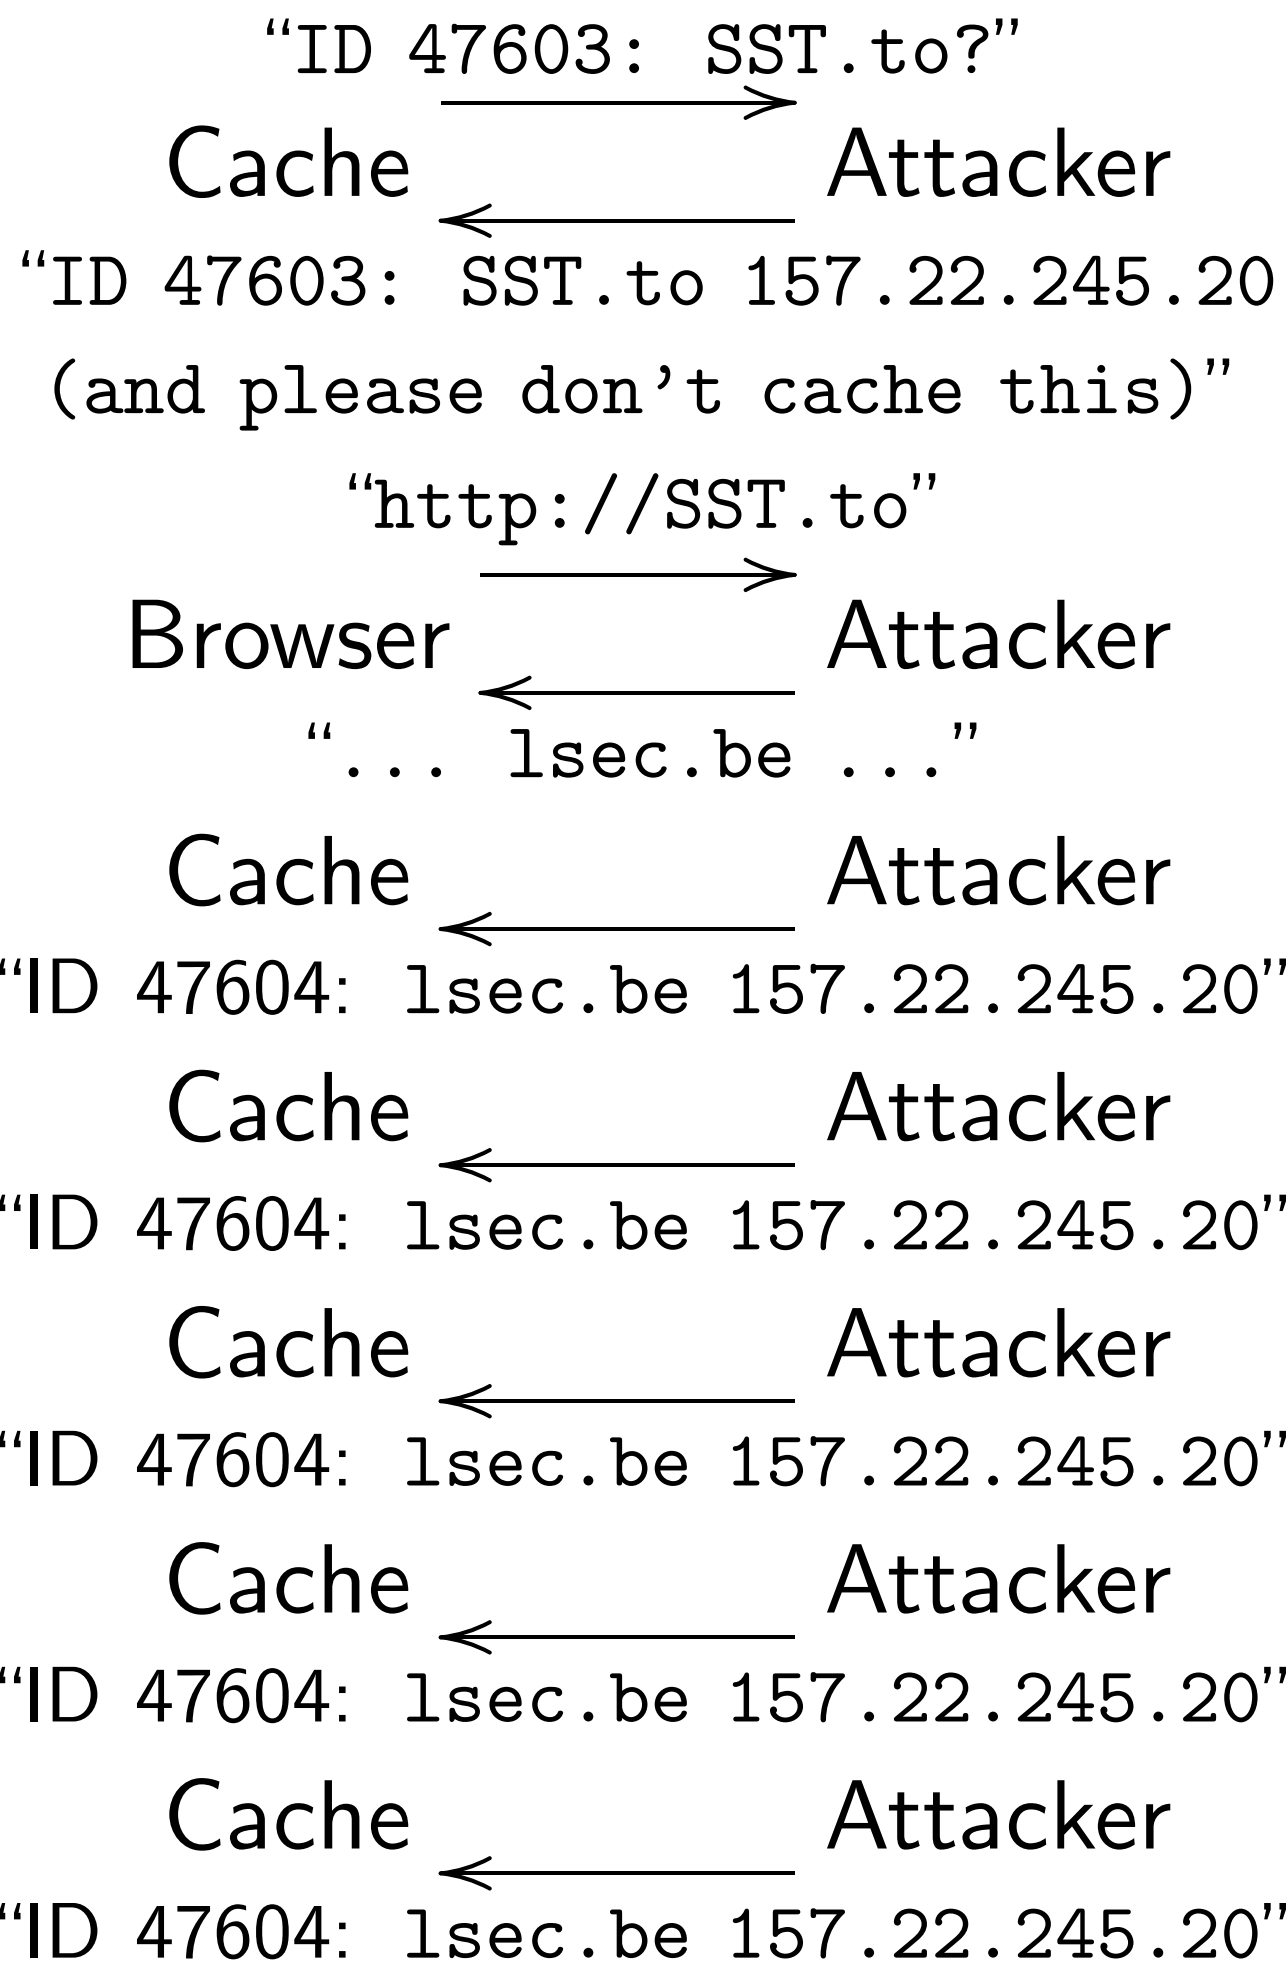 “ID 47603: SST.to?”
Cache Attacker
“ID 47603: SST.to 157.22.245.20
(and please don’t cache this)”
“http://SST.to”
Browser Attacker
“... lsec.be ...”
Cache Attacker
“ID 47604: lsec.be 157.22.245.20”
Cache Attacker
“ID 47604: lsec.be 157.22.245.20”
Cache Attacker
“ID 47604: lsec.be 157.22.245.20”
Cache Attacker
“ID 47604: lsec.be 157.22.245.20”
Cache Attacker
“ID 47604: lsec.be 157.22.245.20”